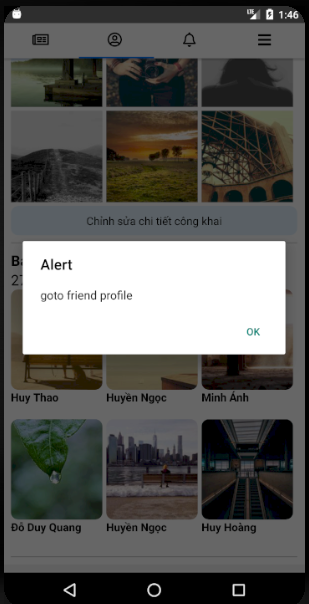 LTE 1:46
Chỉnh sửa chi tiết công khai
Alert
goto friend profile
OK
Huy Thao
Huyền Ngọc
Minh Ánh
Đỗ Duy Quang
Huyền Ngọc
Huy Hoàng